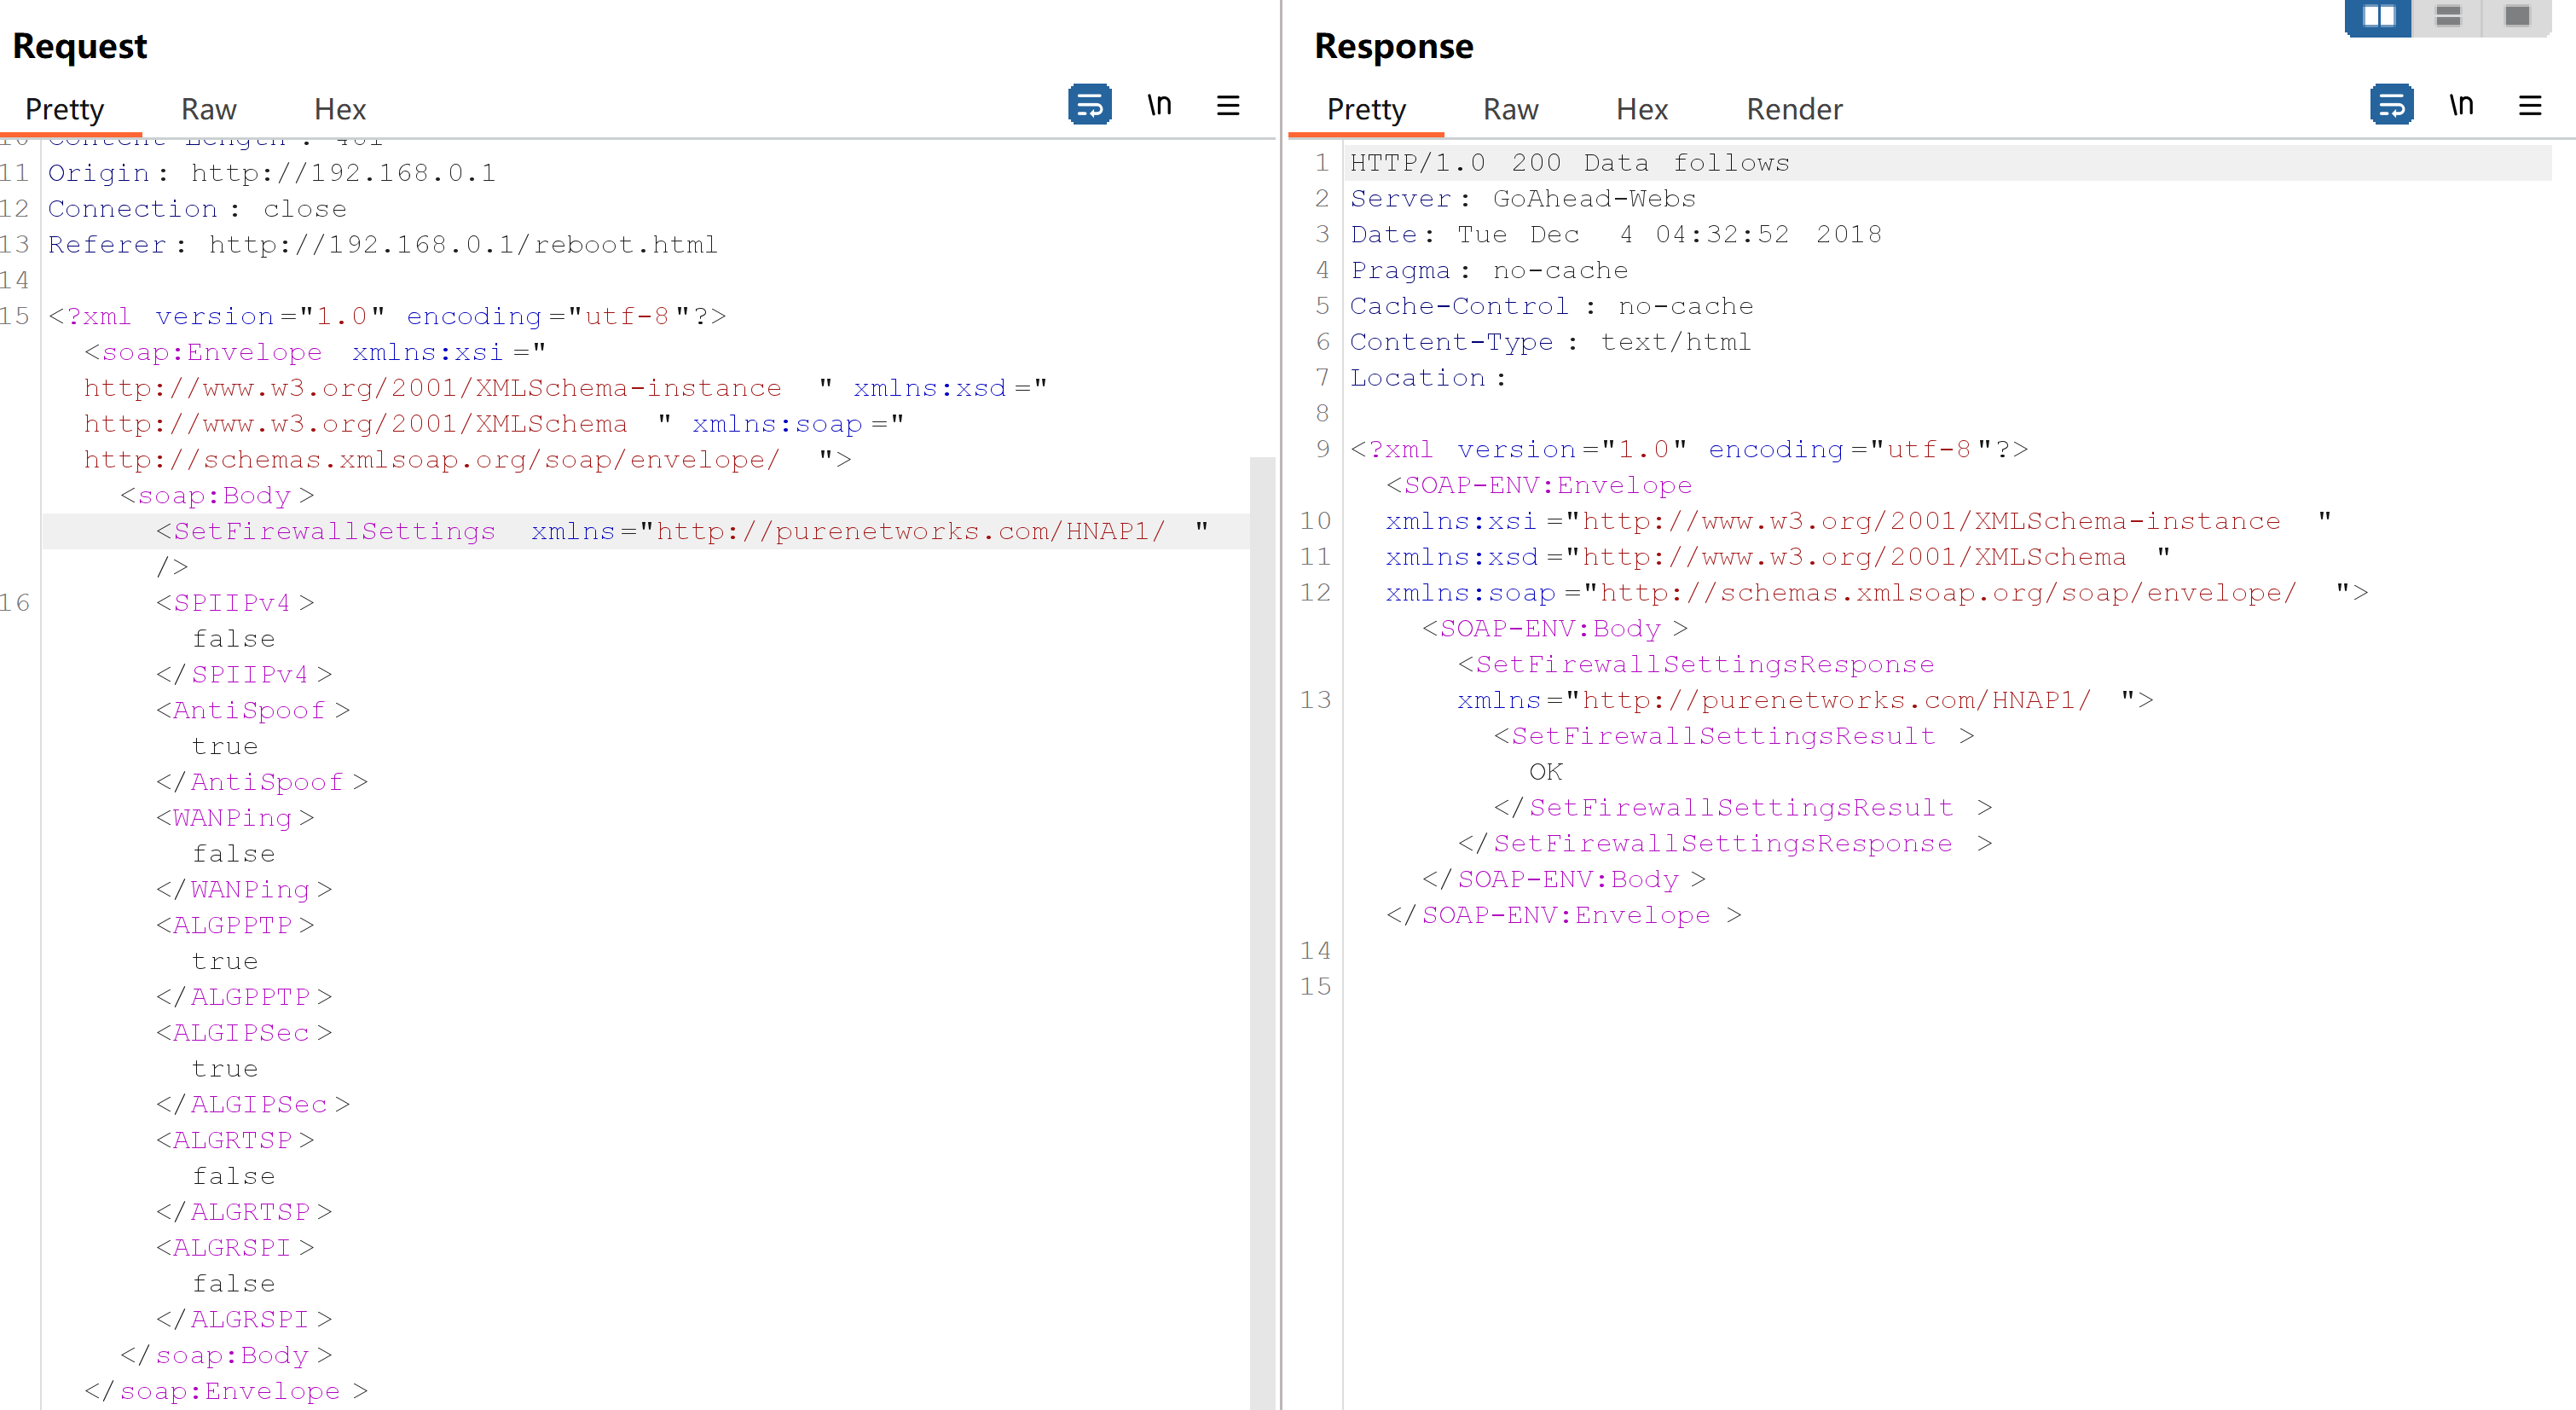 Request
Pretty Raw Hex \n
11 Origin: http://192.168.0.1
12 Connection: close
13 Referer: http://192.168.0.1/reboot.html
14
15 <?xml version="1.0" encoding="utf-8"?>
<soap:Envelope xmlns:xsi="
http://www.w3.org/2001/XMLSchema-instance " xmlns:xsd="
http://www.w3.org/2001/XMLSchema " xmlns:soap="
http://schemas.xmlsoap.org/soap/envelope/ ">
<soap:Body>
<SetFirewallSettings xmlns="http://purenetworks.com/HNAP1/ "
/>
16 <SPIIPv4>
false
</SPIIPv4>
<AntiSpoof>
true
</AntiSpoof>
<WANPing>
false
</WANPing>
<ALGPPTP>
true
</ALGPPTP>
<ALGIPSec>
true
</ALGIPSec>
<ALGRTSP>
false
</ALGRTSP>
<ALGRSPI>
false
</ALGRSPI>
</soap:Body>
</soap:Envelope>
Response
Pretty Raw Hex Render \n
1 HTTP/1.0 200 Data follows
2 Server: GoAhead-Webs
3 Date: Tue Dec 4 04:32:52 2018
4 Pragma: no-cache
5 Cache-Control: no-cache
6 Content-Type: text/html
7 Location:
8
9 <?xml version="1.0" encoding="utf-8"?>
<SOAP-ENV:Envelope
10 xmlns:xsi="http://www.w3.org/2001/XMLSchema-instance "
11 xmlns:xsd="http://www.w3.org/2001/XMLSchema "
12 xmlns:soap="http://schemas.xmlsoap.org/soap/envelope/ ">
<SOAP-ENV:Body>
<SetFirewallSettingsResponse
13 xmlns="http://purenetworks.com/HNAP1/ ">
<SetFirewallSettingsResult >
OK
</SetFirewallSettingsResult >
</SetFirewallSettingsResponse >
</SOAP-ENV:Body>
</SOAP-ENV:Envelope>
14
15